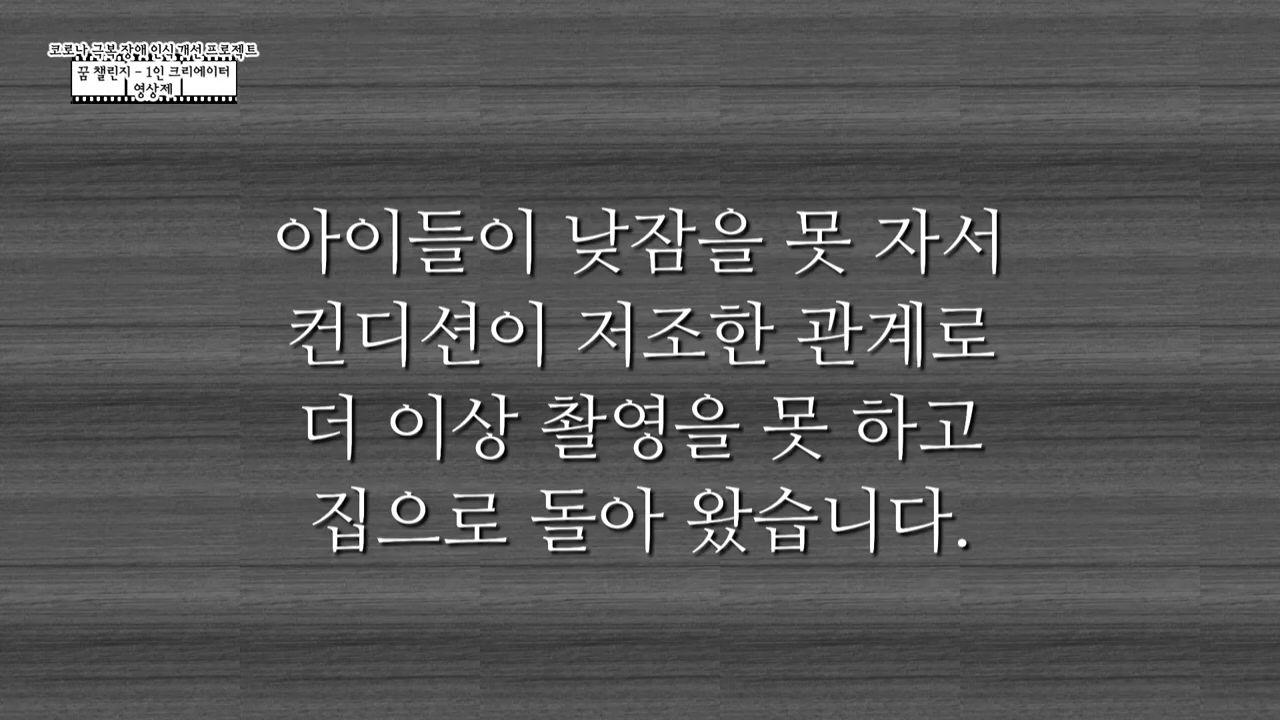 코로나 극복 장애 인식 개선 프로젝트
꿈 챌린지 - 1인 크리에이터
영상제
아이들이 낮잠을 못 자서
컨디션이 저조한 관계로
더 이상 촬영을 못 하고
집으로 돌아 왔습니다.